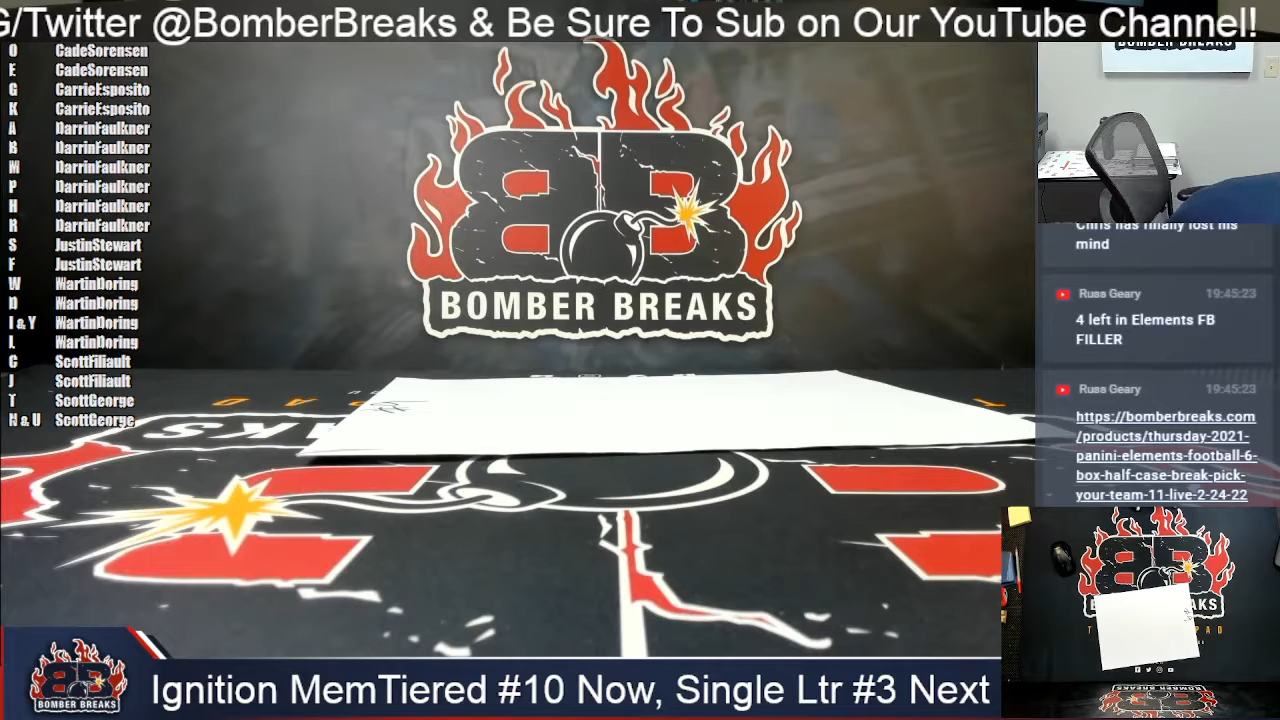 G/Twitter @BomberBreaks & Be Sure To Sub on Our YouTube Channel!
O CadeSorensen
E CadeSorensen
G CarrieEsposito
K CarrieEsposito
A DarrinFaulkner
B DarrinFaulkner
M DarrinFaulkner
P DarrinFaulkner
H DarrinFaulkner
R DarrinFaulkner
S JustinStewart
F JustinStewart
W MartinDoring
D MartinDoring
I & Y MartinDoring
L MartinDoring
C ScottFiliault
J ScottFiliault
T ScottGeorge
N & U ScottGeorge
BOMBER BREAKS
BOMBER BREAKS
Chris has finally lost his
mind
Russ Geary 19:45:23
4 left in Elements FB
FILLER
Russ Geary 19:45:23
https://bomberbreaks.com
/products/thursday-2021-
panini-elements-football-6-
box-half-case-break-pick-
your-team-11-live-2-24-22
BOMBER BREAKS
Ignition MemTiered #10 Now, Single Ltr #3 Next